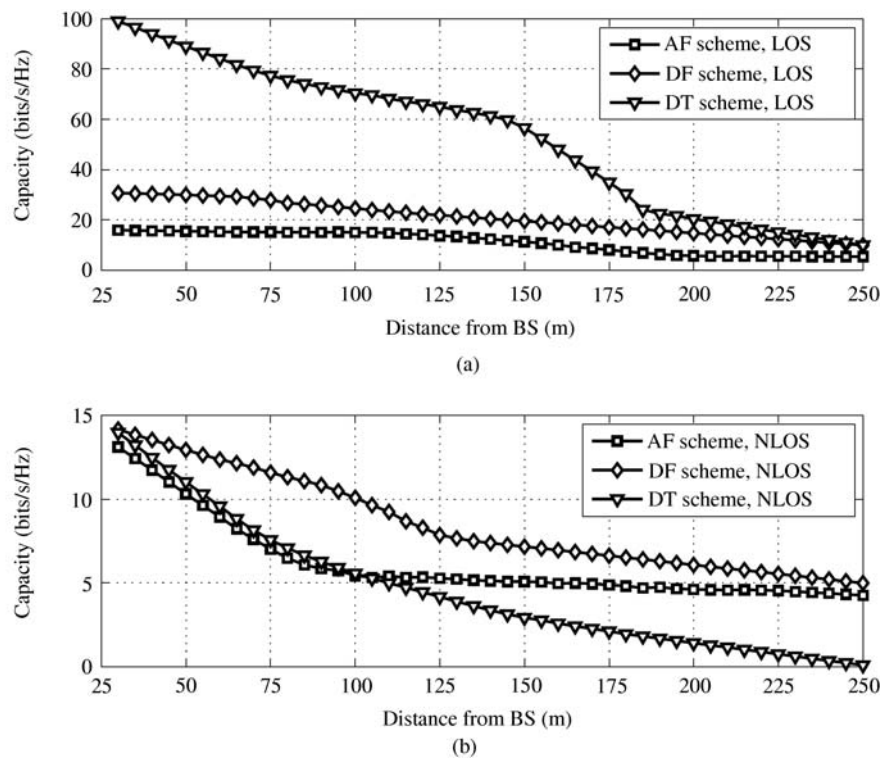 100
80
60
40
20
0
Capacity (bits/s/Hz)
AF scheme, LOS
DF scheme, LOS
DT scheme, LOS
25 50 75 100 125 150 175 200 225 250
Distance from BS (m)
(a)
15
10
5
0
Capacity (bits/s/Hz)
AF scheme, NLOS
DF scheme, NLOS
DT scheme, NLOS
25 50 75 100 125 150 175 200 225 250
Distance from BS (m)
(b)